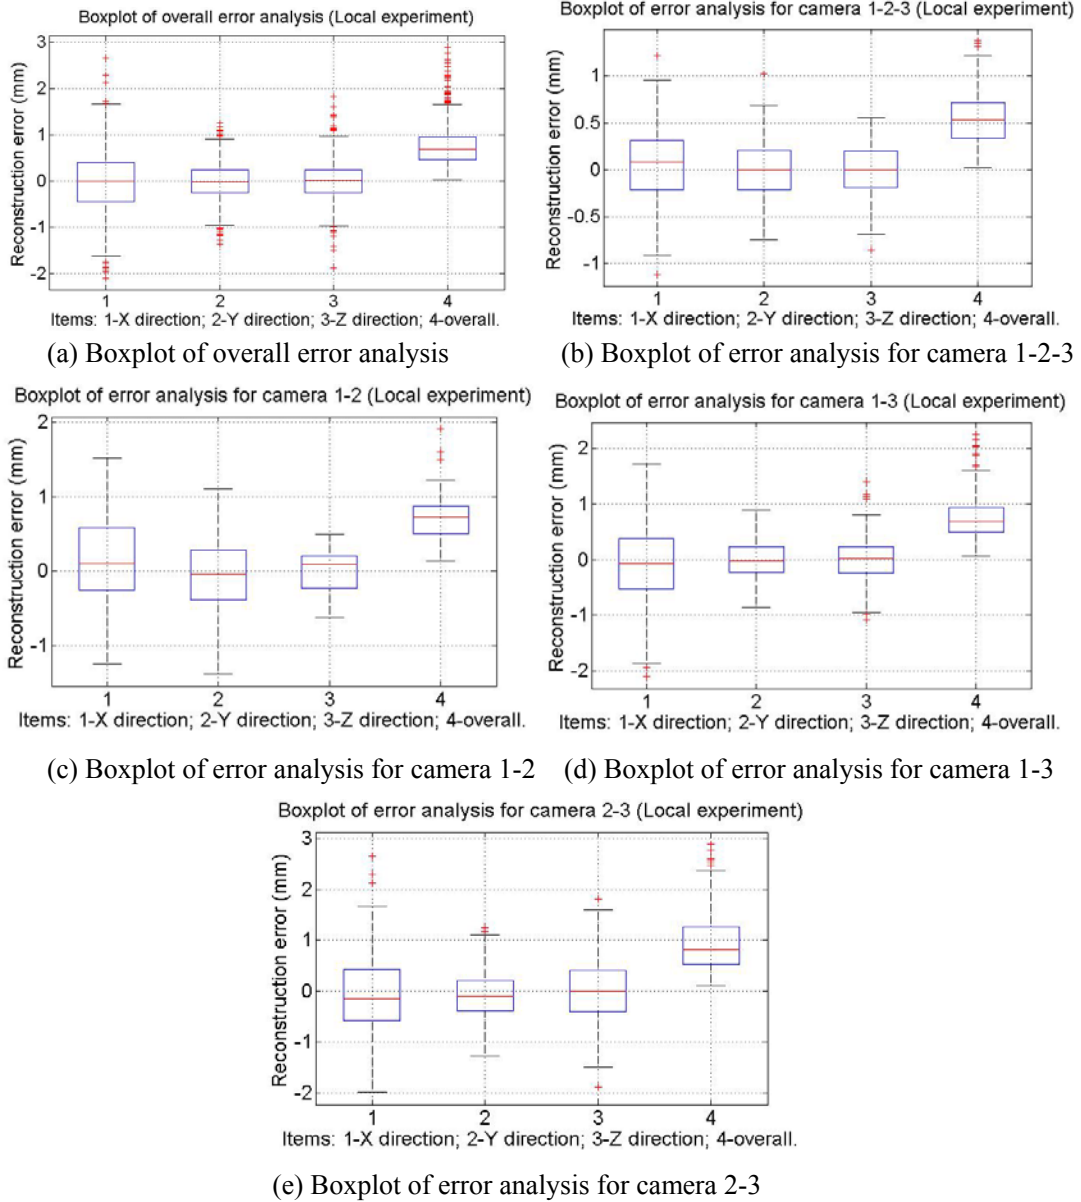 Boxplot of overall error analysis (Local experiment)
Reconstruction error (mm)
3
2
1
0
-1
-2
1 2 3 4
Items: 1-X direction; 2-Y direction; 3-Z direction; 4-overall.
(a) Boxplot of overall error analysis
Boxplot of error analysis for camera 1-2-3 (Local experiment)
Reconstruction error (mm)
1
0.5
0
-0.5
-1
1 2 3 4
Items: 1-X direction; 2-Y direction; 3-Z direction; 4-overall.
(b) Boxplot of error analysis for camera 1-2-3
Boxplot of error analysis for camera 1-2 (Local experiment)
Reconstruction error (mm)
2
1
0
-1
1 2 3 4
Items: 1-X direction; 2-Y direction; 3-Z direction; 4-overall.
(c) Boxplot of error analysis for camera 1-2
Boxplot of error analysis for camera 1-3 (Local experiment)
Reconstruction error (mm)
2
1
0
-1
-2
1 2 3 4
Items: 1-X direction; 2-Y direction; 3-Z direction; 4-overall.
(d) Boxplot of error analysis for camera 1-3
Boxplot of error analysis for camera 2-3 (Local experiment)
Reconstruction error (mm)
3
2
1
0
-1
-2
1 2 3 4
Items: 1-X direction; 2-Y direction; 3-Z direction; 4-overall.
(e) Boxplot of error analysis for camera 2-3